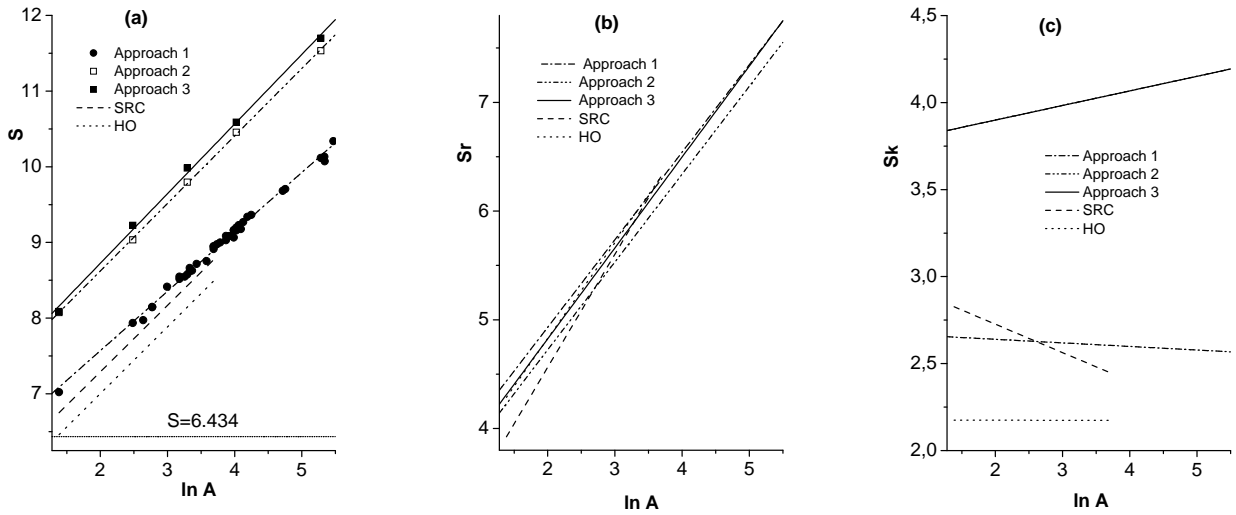 (a)
12
11
10
9
8
7
S
Approach 1
Approach 2
Approach 3
SRC
HO
S=6.434
2
3
4
5
ln A
(b)
7
6
5
4
Sr
Approach 1
Approach 2
Approach 3
SRC
HO
2
3
4
5
ln A
(c)
4,5
4,0
3,5
3,0
2,5
2,0
Sk
Approach 1
Approach 2
Approach 3
SRC
HO
2
3
4
5
ln A